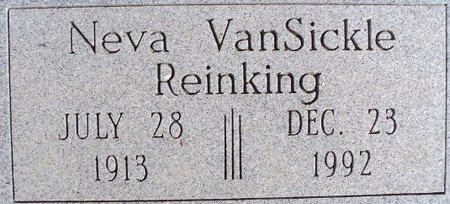 Neva VanSickle
Reinking
JULY 28 DEC. 23
1913 1992